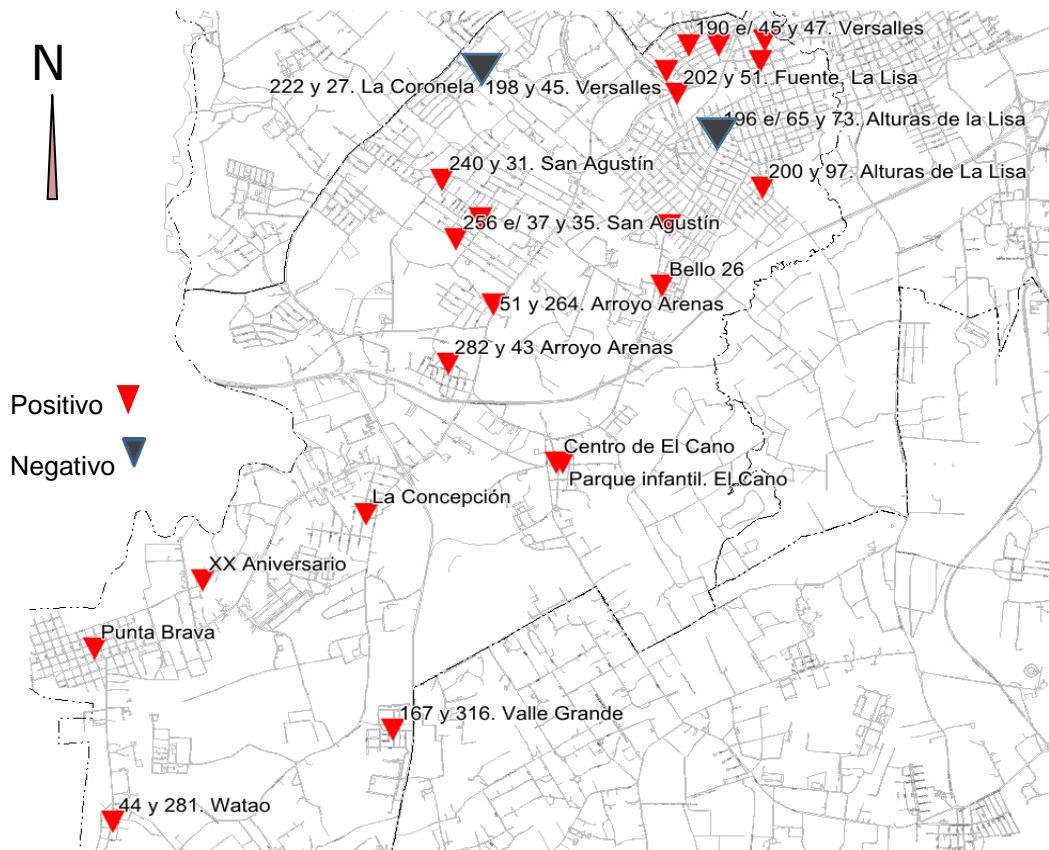 N
190 e/ 45 y 47. Versalles
222 y 27. La Coronela
198 y 45. Versalles
202 y 51. Fuente. La Lisa
196 e/ 65 y 73. Alturas de la Lisa
240 y 31. San Agustín
200 y 97. Alturas de La Lisa
256 e/ 37 y 35. San Agustín
Bello 26
51 y 264. Arroyo Arenas
282 y 43 Arroyo Arenas
Positivo
Negativo
Centro de El Cano
Parque infantil. El Cano
La Concepción
XX Aniversario
Punta Brava
167 y 316. Valle Grande
44 y 281. Watao